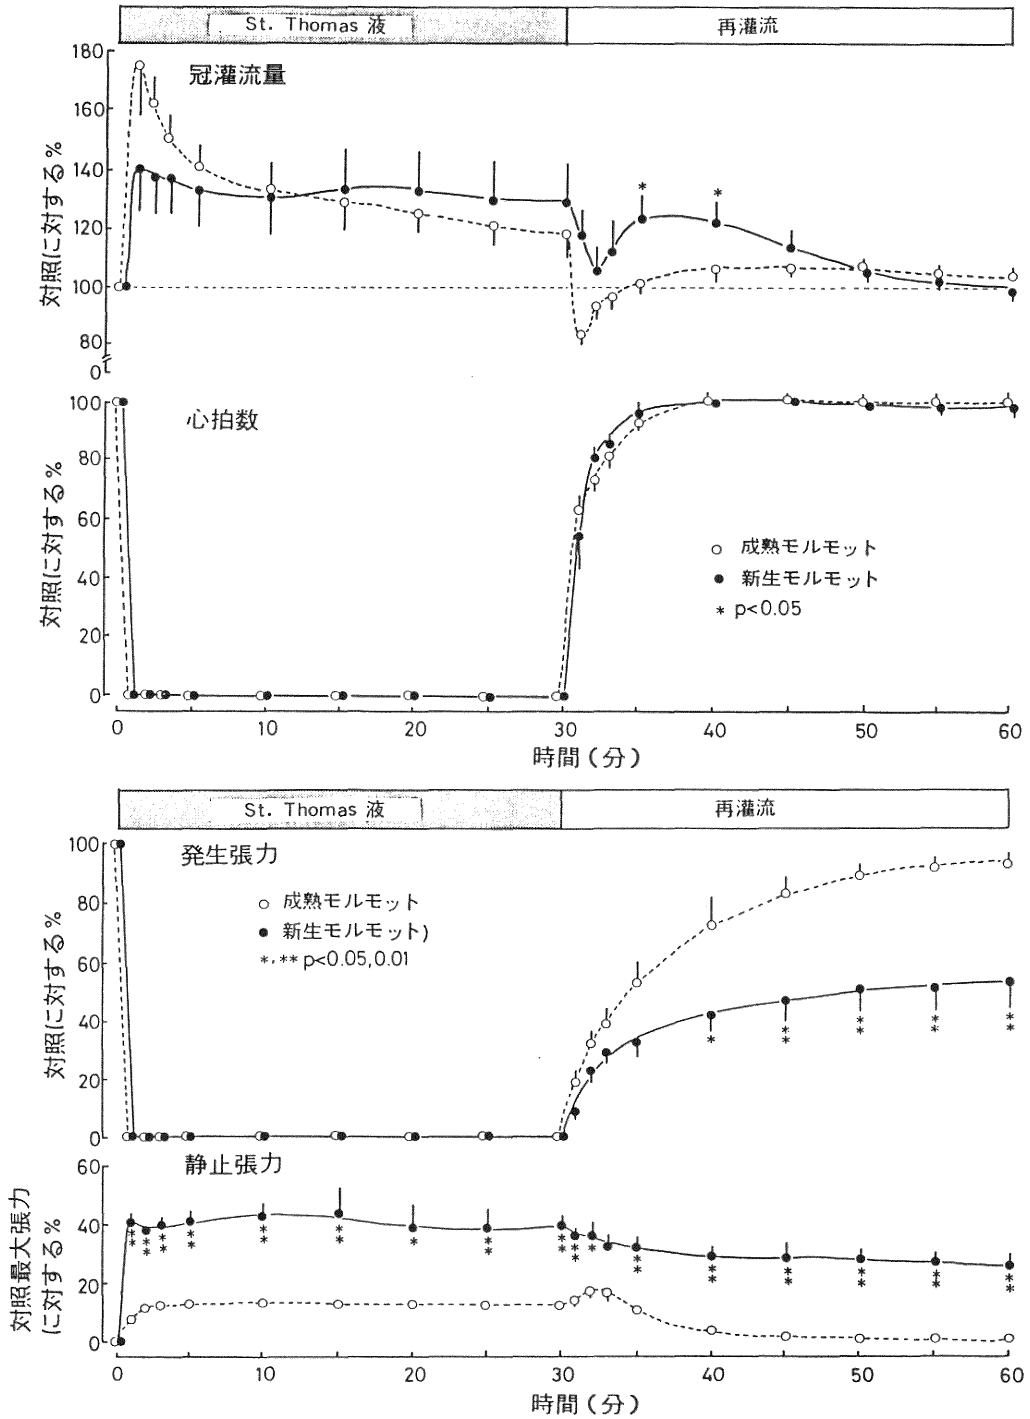 St. Thomas 液
再灌流
冠灌流量
対照に対する%
180
160
140
120
100
80
0
*
*
心拍数
対照に対する%
100
80
60
40
20
0
○ 成熟モルモット
● 新生モルモット
* p<0.05
0 10 20 30 40 50 60
時間(分)
St. Thomas 液
再灌流
発生張力
対照に対する%
100
80
60
40
20
0
○ 成熟モルモット
● 新生モルモット)
*,** p<0.05,0.01
* ** ** ** **
静止張力
対照最大張力
に対する%
60
40
20
0
** ** ** ** ** ** * ** ** ** * ** ** ** ** ** **
0 10 20 30 40 50 60
時間(分)